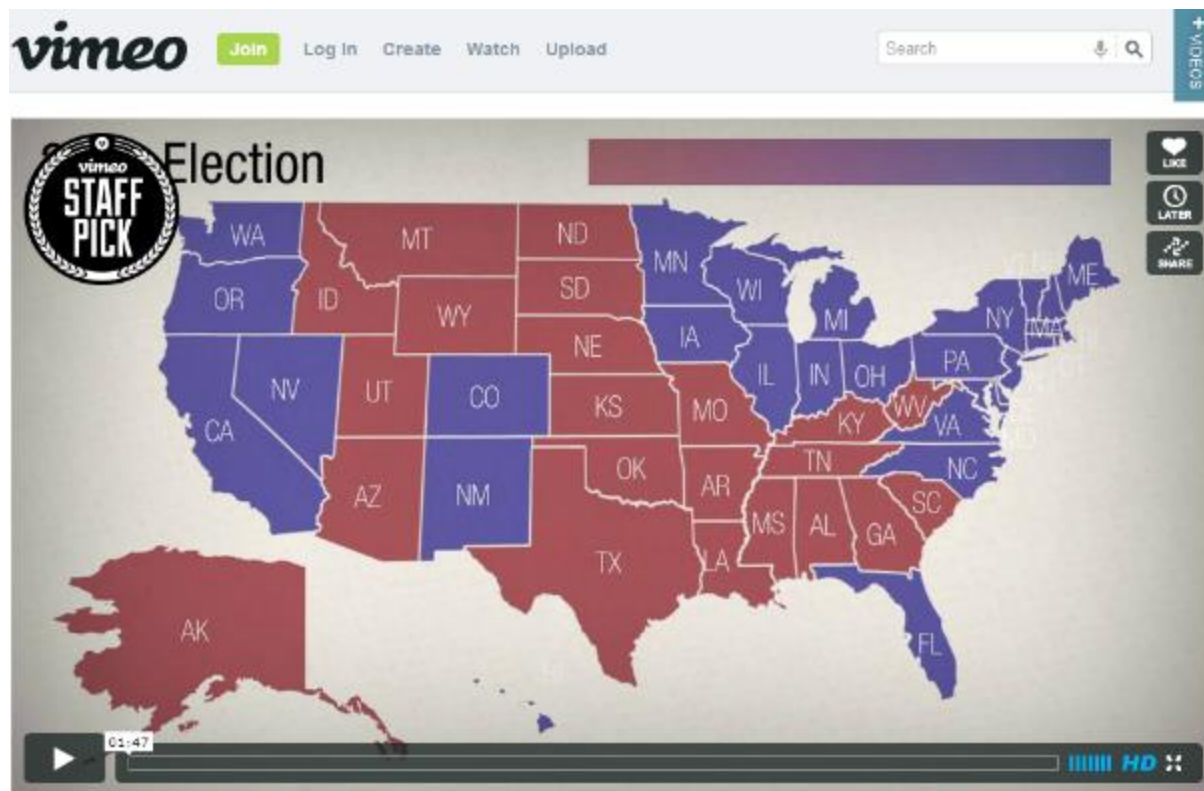 vimeo Join Log In Create Watch Upload Search
+ VIDEOS
Election
vimeo
STAFF
PICK
LIKE
LATER
SHARE
WA MT ND MN ME
OR ID SD WI
WY MI NY MA
NE IA PA
NV UT CO IL IN OH
KS MO WV
CA KY VA
TN NC
AZ NM OK AR
SC
MS AL GA
TX LA
AK FL
01:47
HD